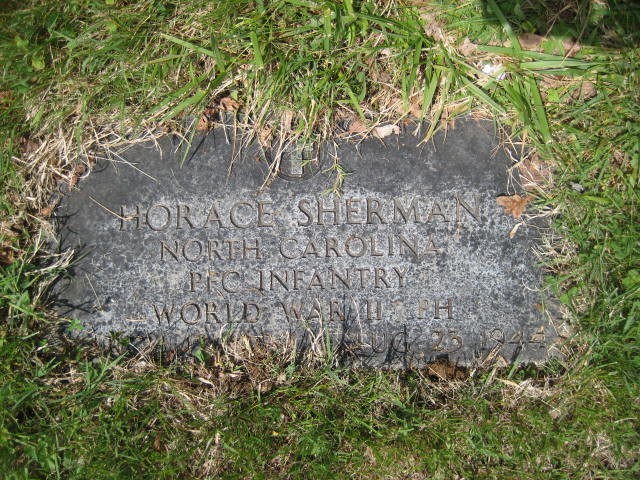 HORACE SHERMAN
NORTH CAROLINA
PFC INFANTRY
WORLD WAR II PH
AUG 23 1944